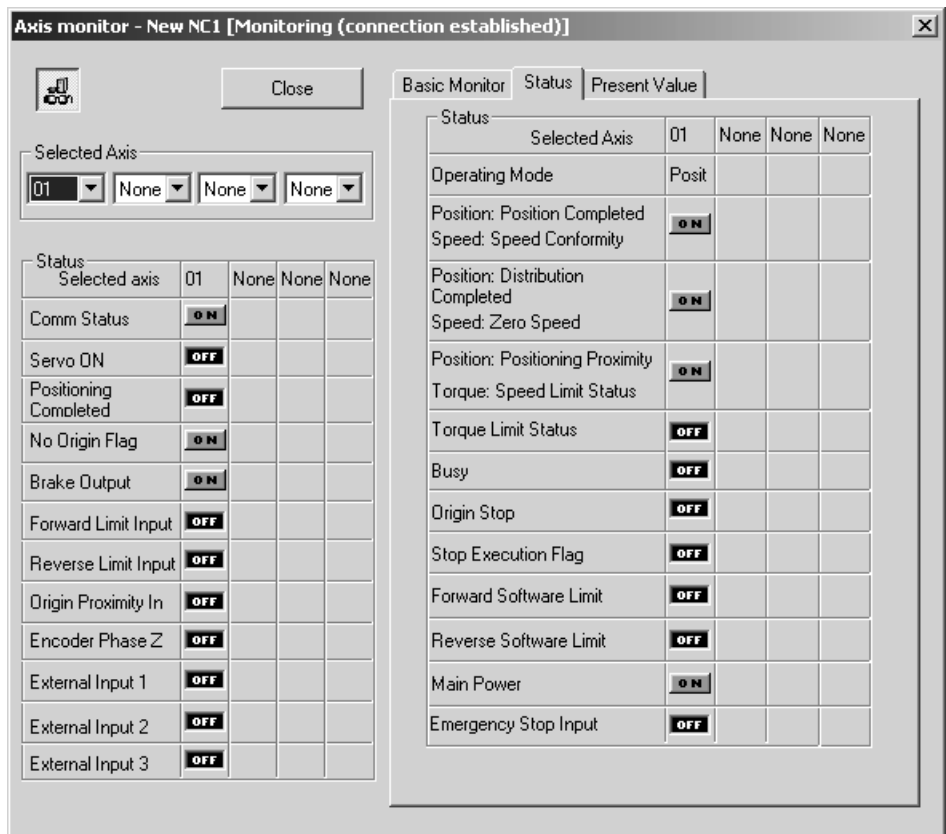 Axis monitor - New NC1 [Monitoring (connection established)]
Close
Selected Axis
01 None None None
Status
Selected axis 01 None None None
Comm Status ON
Servo ON OFF
Positioning
Completed OFF
No Origin Flag ON
Brake Output ON
Forward Limit Input OFF
Reverse Limit Input OFF
Origin Proximity In OFF
Encoder Phase Z OFF
External Input 1 OFF
External Input 2 OFF
External Input 3 OFF
Basic Monitor Status Present Value
Status
Selected Axis 01 None None None
Operating Mode Posit
Position: Position Completed
Speed: Speed Conformity ON
Position: Distribution
Completed ON
Speed: Zero Speed
Position: Positioning Proximity ON
Torque: Speed Limit Status
Torque Limit Status OFF
Busy OFF
Origin Stop OFF
Stop Execution Flag OFF
Forward Software Limit OFF
Reverse Software Limit OFF
Main Power ON
Emergency Stop Input OFF